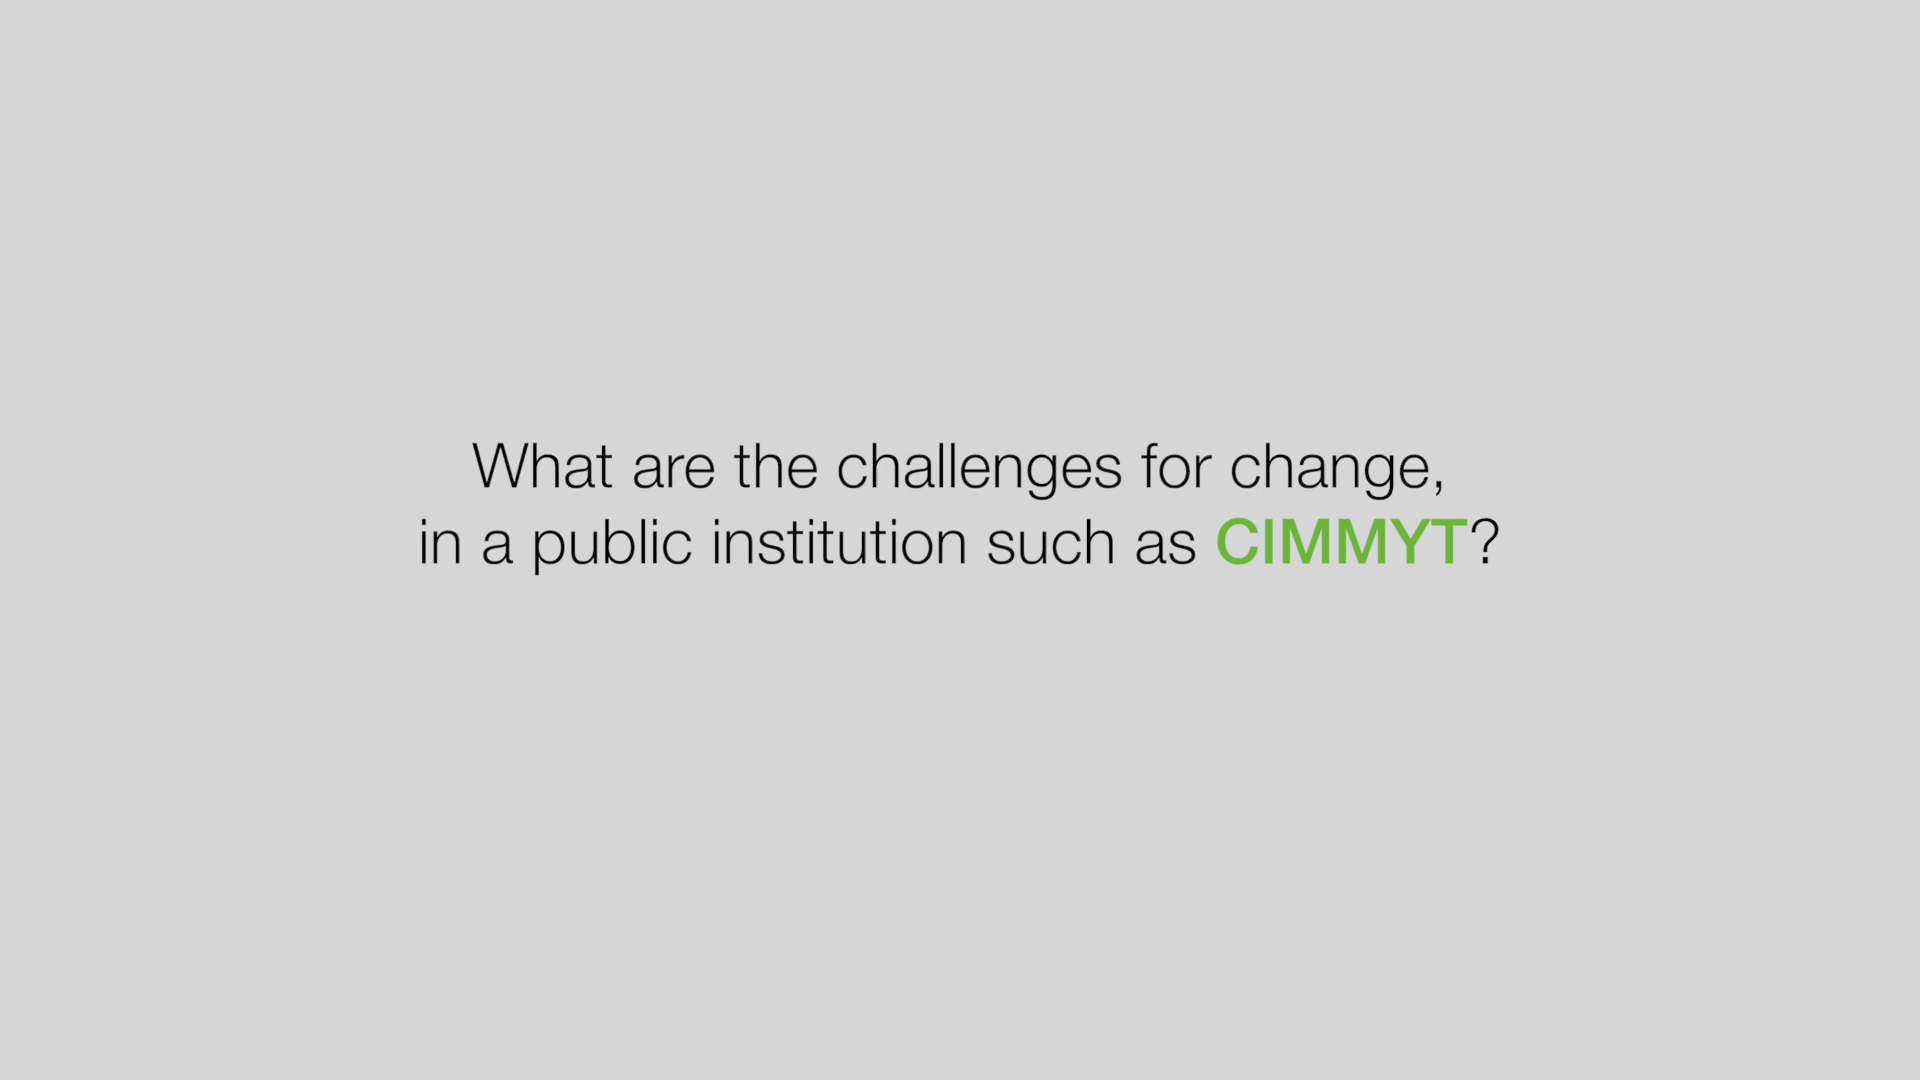 What are the challenges for change,
in a public institution such as CIMMYT?